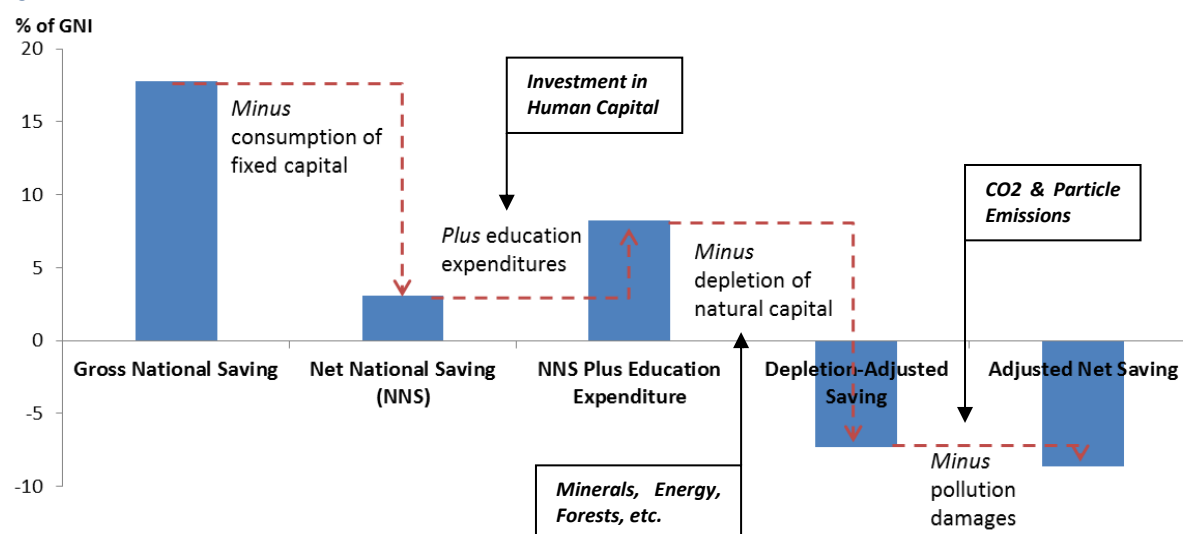 % of GNI
20
15
10
5
0
-5
-10
Minus
consumption of
fixed capital
Investment in
Human Capital
Plus education
expenditures
Minus
depletion of
natural capital
CO2 & Particle
Emissions
Gross National Saving
Net National Saving
(NNS)
NNS Plus Education
Expenditure
Depletion-Adjusted
Saving
Adjusted Net Saving
Minerals, Energy,
Forests, etc.
Minus
pollution
damages